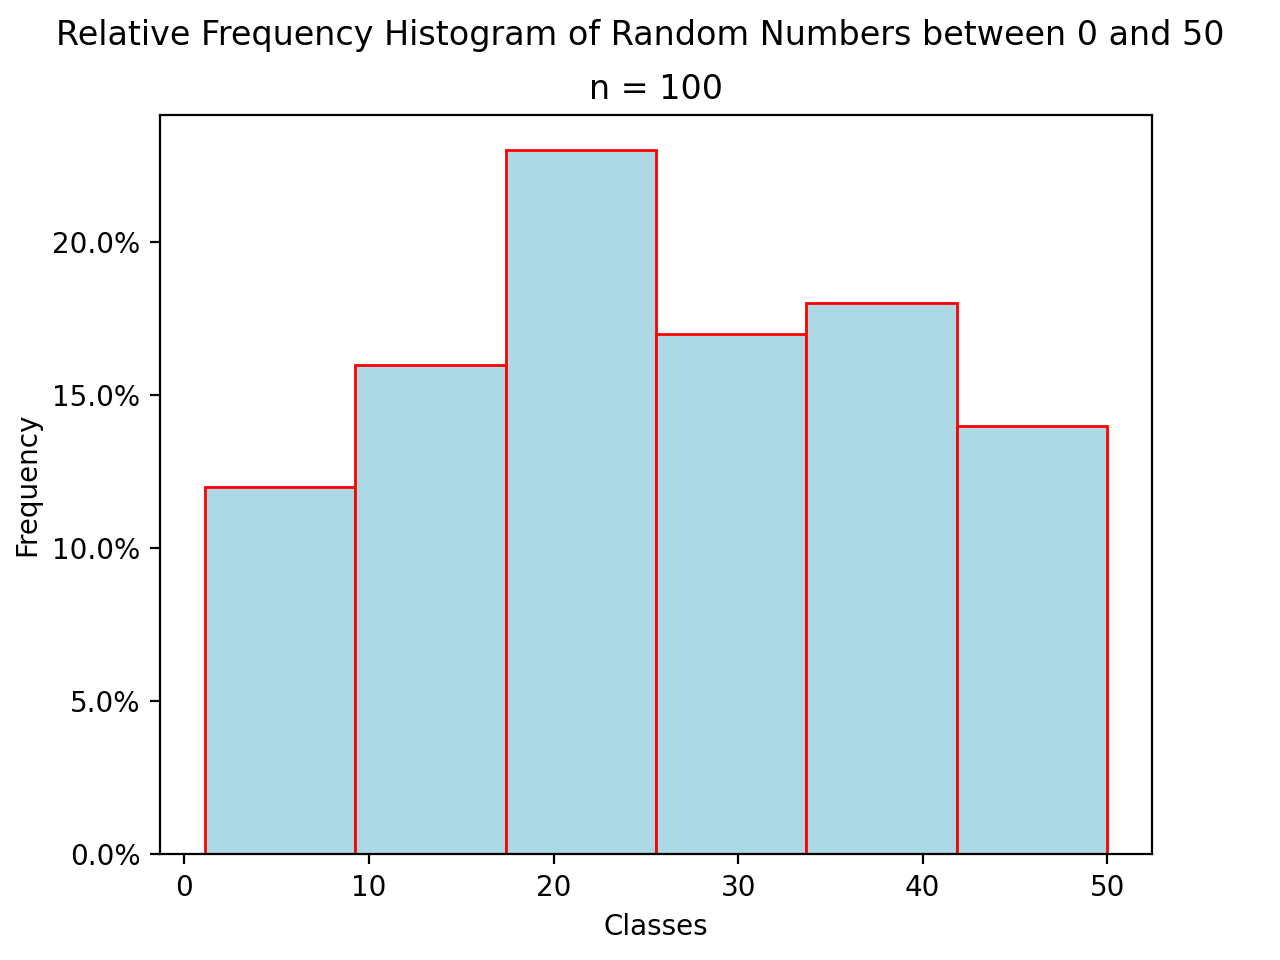 Relative Frequency Histogram of Random Numbers between 0 and 50
n = 100
20.0%
15.0%
10.0%
5.0%
0.0%
Frequency
0 10 20 30 40 50
Classes